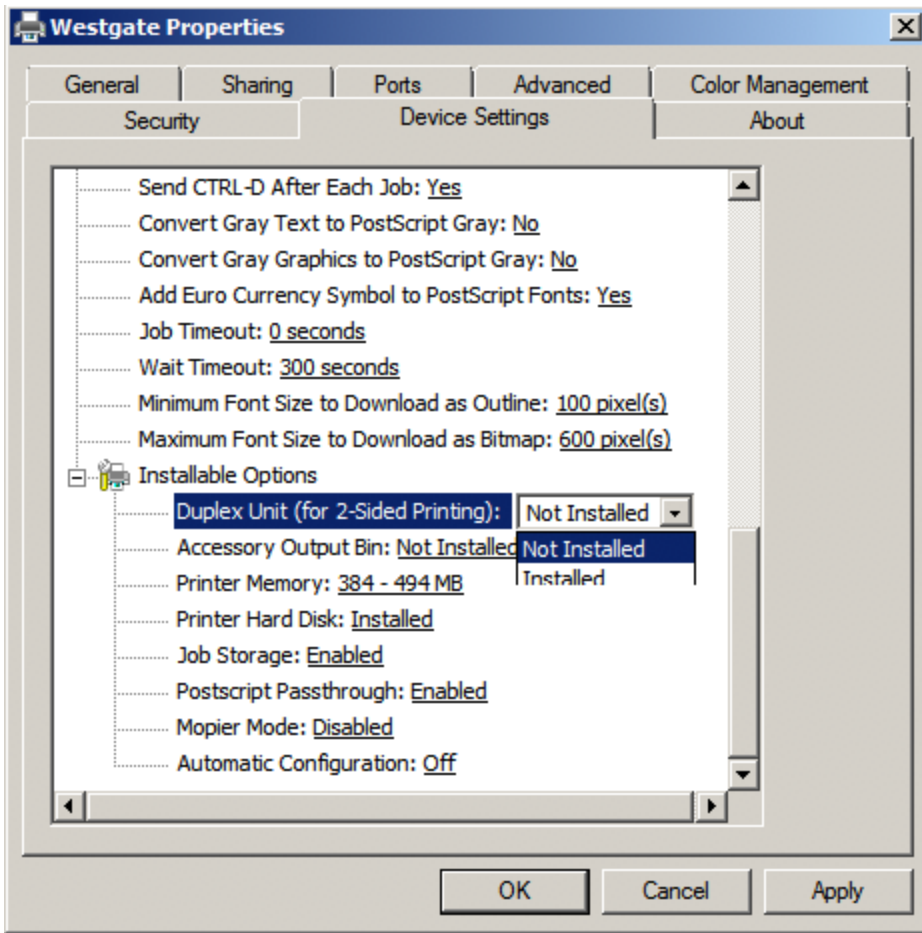 Westgate Properties
General Sharing Ports Advanced Color Management
Security Device Settings About
Send CTRL-D After Each Job: Yes
Convert Gray Text to PostScript Gray: No
Convert Gray Graphics to PostScript Gray: No
Add Euro Currency Symbol to PostScript Fonts: Yes
Job Timeout: 0 seconds
Wait Timeout: 300 seconds
Minimum Font Size to Download as Outline: 100 pixel(s)
Maximum Font Size to Download as Bitmap: 600 pixel(s)
Installable Options
Duplex Unit (for 2-Sided Printing): Not Installed
Accessory Output Bin: Not Installed Not Installed
Printer Memory: 384 - 494 MB Installed
Printer Hard Disk: Installed
Job Storage: Enabled
Postscript Passthrough: Enabled
Mopier Mode: Disabled
Automatic Configuration: Off
OK Cancel Apply